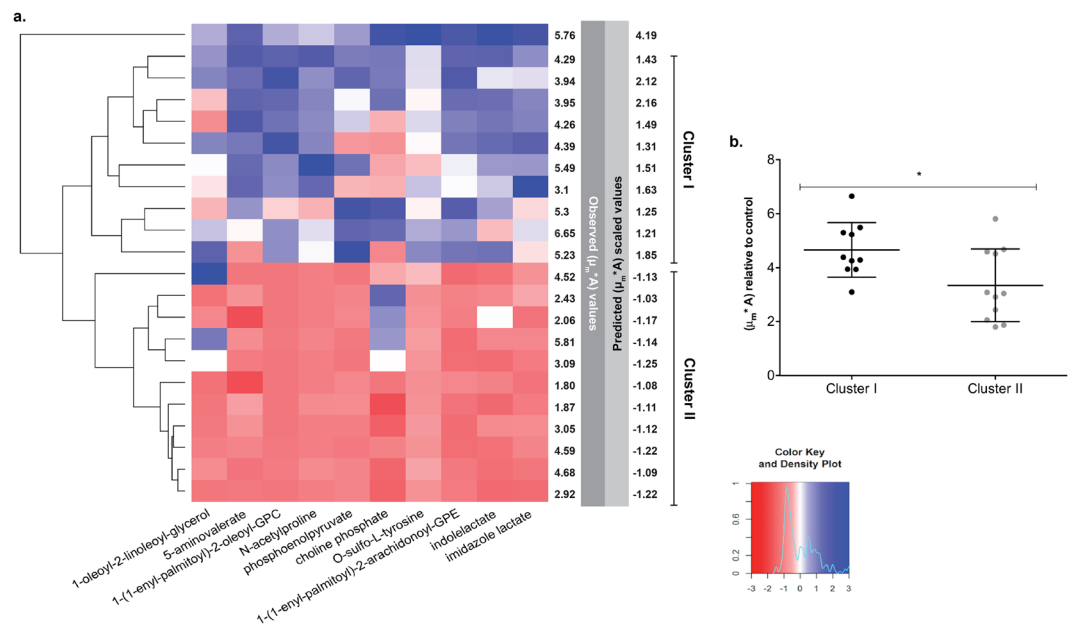 a.
5.76 4.19
4.29 1.43
3.94 2.12
3.95 2.16
4.26 1.49
4.39 1.31
5.49 1.51
3.1 1.63
5.3 1.25
6.65 1.21
5.23 1.85
4.52 -1.13
2.43 -1.03
2.06 -1.17
5.81 -1.14
3.09 -1.25
1.80 -1.08
1.87 -1.11
3.05 -1.12
4.59 -1.22
4.68 -1.09
2.92 -1.22
Observed (μm*A) values
Predicted (μm*A) scaled values
Cluster I
Cluster II
1-oleoyl-2-linoleoyl-glycerol
5-aminovalerate
1-(1-enyl-palmitoyl)-2-oleoyl-GPC
N-acetylproline
phosphoenolpyruvate
choline phosphate
O-sulfo-L-tyrosine
1-(1-enyl-palmitoyl)-2-arachidonoyl-GPE
indolelactate
imidazole lactate
b.
(μm* A) relative to control
8
6
4
2
0
*
Cluster I Cluster II
Color Key
and Density Plot
1
0.6
0.2
0
-3 -2 -1 0 1 2 3